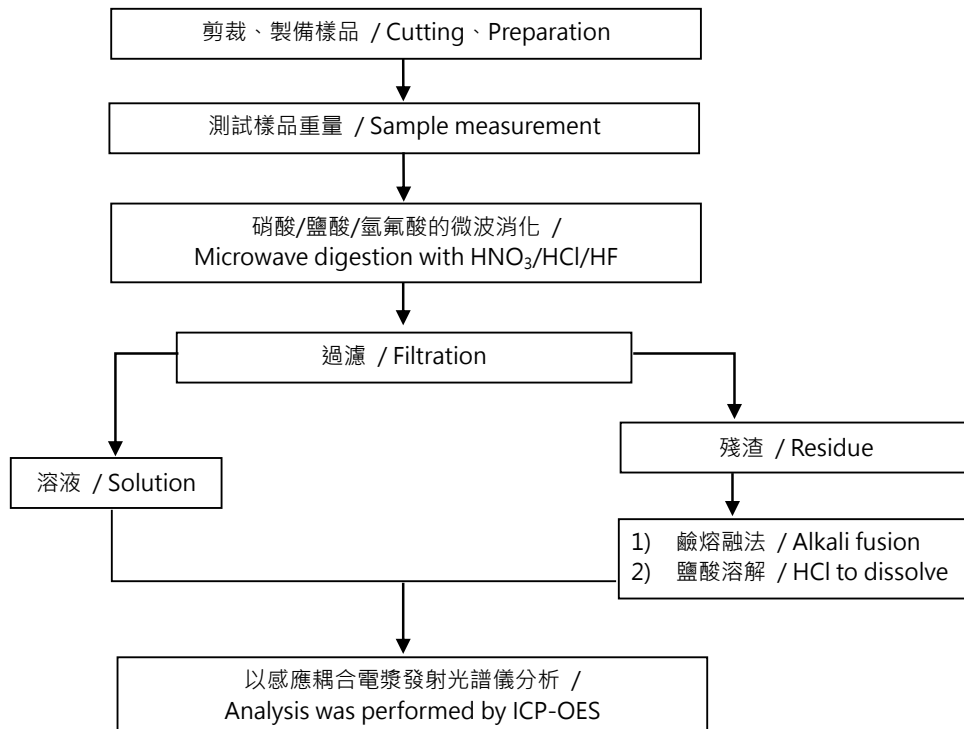 剪裁、製備樣品 / Cutting、Preparation
測試樣品重量 / Sample measurement
硝酸/鹽酸/氫氟酸的微波消化 /
Microwave digestion with HNO₃/HCl/HF
過濾 / Filtration
溶液 / Solution
殘渣 / Residue
1) 鹼熔融法 / Alkali fusion
2) 鹽酸溶解 / HCl to dissolve
以感應耦合電漿發射光譜儀分析 /
Analysis was performed by ICP-OES